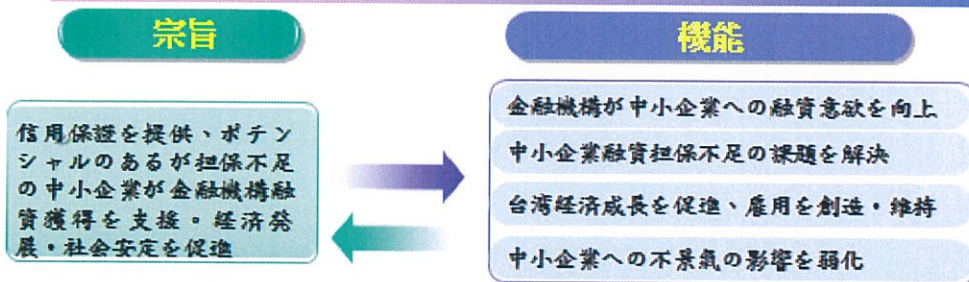 宗旨
機能
信用保證を提供、ポテン
シャルのあるが担保不足
の中小企業が金融機構融
資獲得を支援。経済発
展・社会安定を促進
金融機構が中小企業への融資意欲を向上
中小企業融資担保不足の課題を解決
台湾経済成長を促進、雇用を創造・維持
中小企業への不景気の影響を弱化